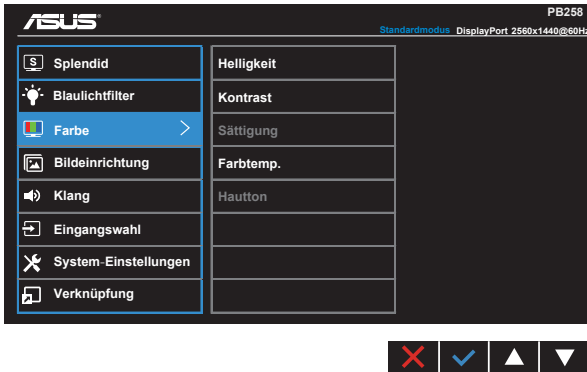 ASUS
PB258
Standardmodus DisplayPort 2560x1440@60Hz
S Splendid
Blaulichtfilter
Farbe
Bildeinrichtung
Klang
Eingangswahl
System-Einstellungen
Verknüpfung
Helligkeit
Kontrast
Sättigung
Farbtemp.
Hautton